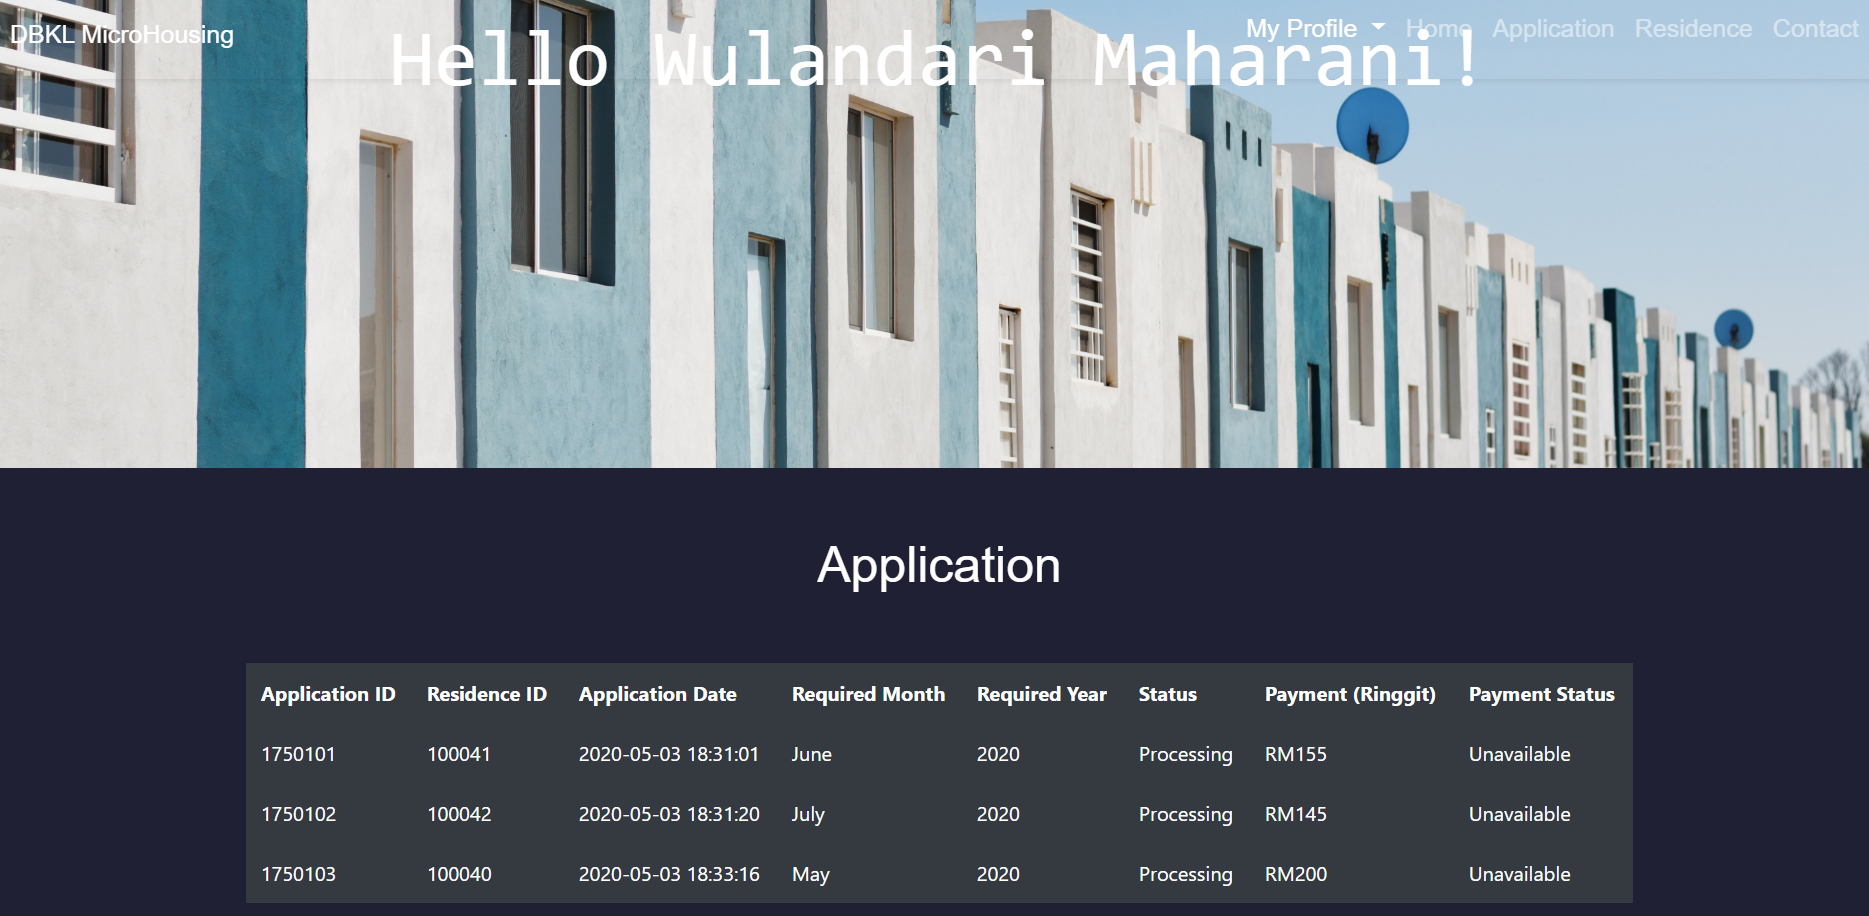 DBKL MicroHousing
My Profile Home Application Residence Contact
Hello Wulandari Maharani!
Application
Application ID Residence ID Application Date Required Month Required Year Status Payment (Ringgit) Payment Status
1750101 100041 2020-05-03 18:31:01 June 2020 Processing RM155 Unavailable
1750102 100042 2020-05-03 18:31:20 July 2020 Processing RM145 Unavailable
1750103 100040 2020-05-03 18:33:16 May 2020 Processing RM200 Unavailable